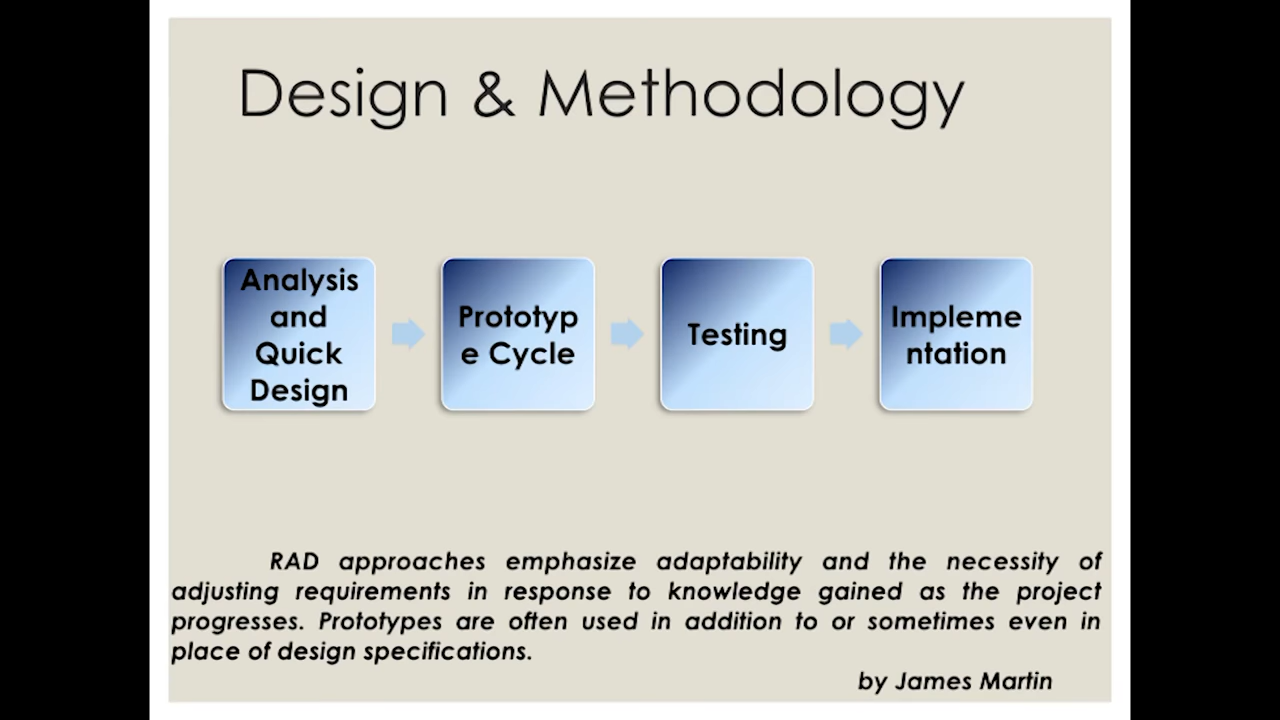 Design & Methodology
Analysis
and
Quick
Design
Prototyp
e Cycle
Testing
Impleme
ntation
RAD approaches emphasize adaptability and the necessity of
adjusting requirements in response to knowledge gained as the project
progresses. Prototypes are often used in addition to or sometimes even in
place of design specifications.
by James Martin